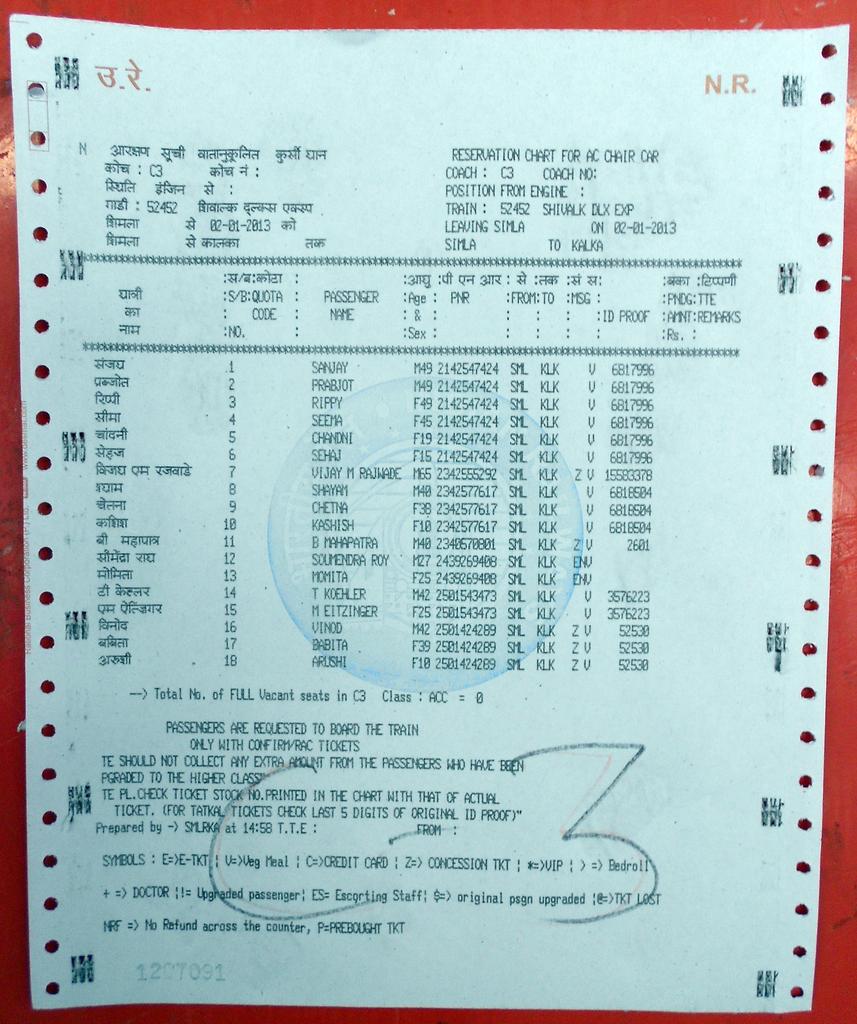 उ.रे. N.R.
N आरक्षण सूची वातानुकूलित कुर्सी यान RESERVATION CHART FOR AC CHAIR CAR
कोच : C3 कोच नं : COACH : C3 COACH NO:
स्थिति इंजिन से : POSITION FROM ENGINE :
गाडी : 52452 शिवालक द्लक्स एक्सप TRAIN : 52452 SHIVALK DLX EXP
शिमला से 02-01-2013 को LEAVING SIMLA ON 02-01-2013
शिमला से कालका तक SIMLA TO KALKA
:स/ब:कोटा : :आयु :पी एन आर : से :तक :सं स: :बका :टिप्पणी
यात्री :S/B:QUOTA : PASSENGER :Age : PNR :FROM:TO :MSG : :PNDG:TTE
का : CODE : NAME :& : : : : :ID PROOF :AMNT:REMARKS
नाम :NO. :Sex : : : : :Rs. :
संजय 1 SANJAY M49 2142547424 SML KLK V 6817996
प्रब्जोत 2 PRABJOT M49 2142547424 SML KLK V 6817996
रिप्पी 3 RIPPY F49 2142547424 SML KLK V 6817996
सीमा 4 SEEMA F45 2142547424 SML KLK V 6817996
चांदनी 5 CHANDNI F19 2142547424 SML KLK V 6817996
सेहज 6 SEHAJ F15 2142547424 SML KLK V 6817996
विजय एम रजवाडे 7 VIJAY M RAJWADE M65 2342555292 SML KLK Z V 15583378
श्याम 8 SHAYAM M40 2342577617 SML KLK V 6818504
चेतना 9 CHETNA F38 2342577617 SML KLK V 6818504
कशिश 10 KASHISH F10 2342577617 SML KLK V 6818504
बी महापात्र 11 B MAHAPATRA M40 2340570801 SML KLK Z V 2601
सौमेंद्रा राय 12 SOUMENDRA ROY M27 2439269408 SML KLK ENV
मोमिता 13 MOMITA F25 2439269408 SML KLK ENV
टी केह्लर 14 T KOEHLER M42 2501543473 SML KLK V 3576223
एम ऐत्ज़िंगर 15 M EITZINGER F25 2501543473 SML KLK V 3576223
विनोद 16 VINOD M42 2501424289 SML KLK Z V 52530
बबिता 17 BABITA F39 2501424289 SML KLK Z V 52530
अरुशी 18 ARUSHI F10 2501424289 SML KLK Z V 52530
--> Total No. of FULL Vacant seats in C3 Class : ACC = 0
PASSENGERS ARE REQUESTED TO BOARD THE TRAIN
ONLY WITH CONFIRM/RAC TICKETS
TE SHOULD NOT COLLECT ANY EXTRA AMOUNT FROM THE PASSENGERS WHO HAVE BEEN
PGRADED TO THE HIGHER CLASS"
TE PL.CHECK TICKET STOCK NO.PRINTED IN THE CHART WITH THAT OF ACTUAL
TICKET. (FOR TATKAL TICKETS CHECK LAST 5 DIGITS OF ORIGINAL ID PROOF)"
Prepared by -> SMLRKA at 14:58 T.T.E : FROM :
C-3
SYMBOLS : E=>E-TKT ¦ V=>Veg Meal ¦ C=>CREDIT CARD ¦ Z=> CONCESSION TKT ¦ *=>VIP ¦ > => Bedroll
+ => DOCTOR ¦!= Upgraded passenger¦ ES= Escorting Staff¦ $=> original psgn upgraded ¦@=>TKT LOST
NRF => No Refund across the counter, P=PREBOUGHT TKT
1207091